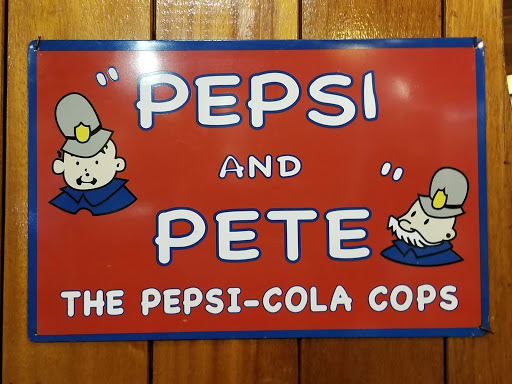 "PEPSI
AND
PETE"
THE PEPSI-COLA COPS